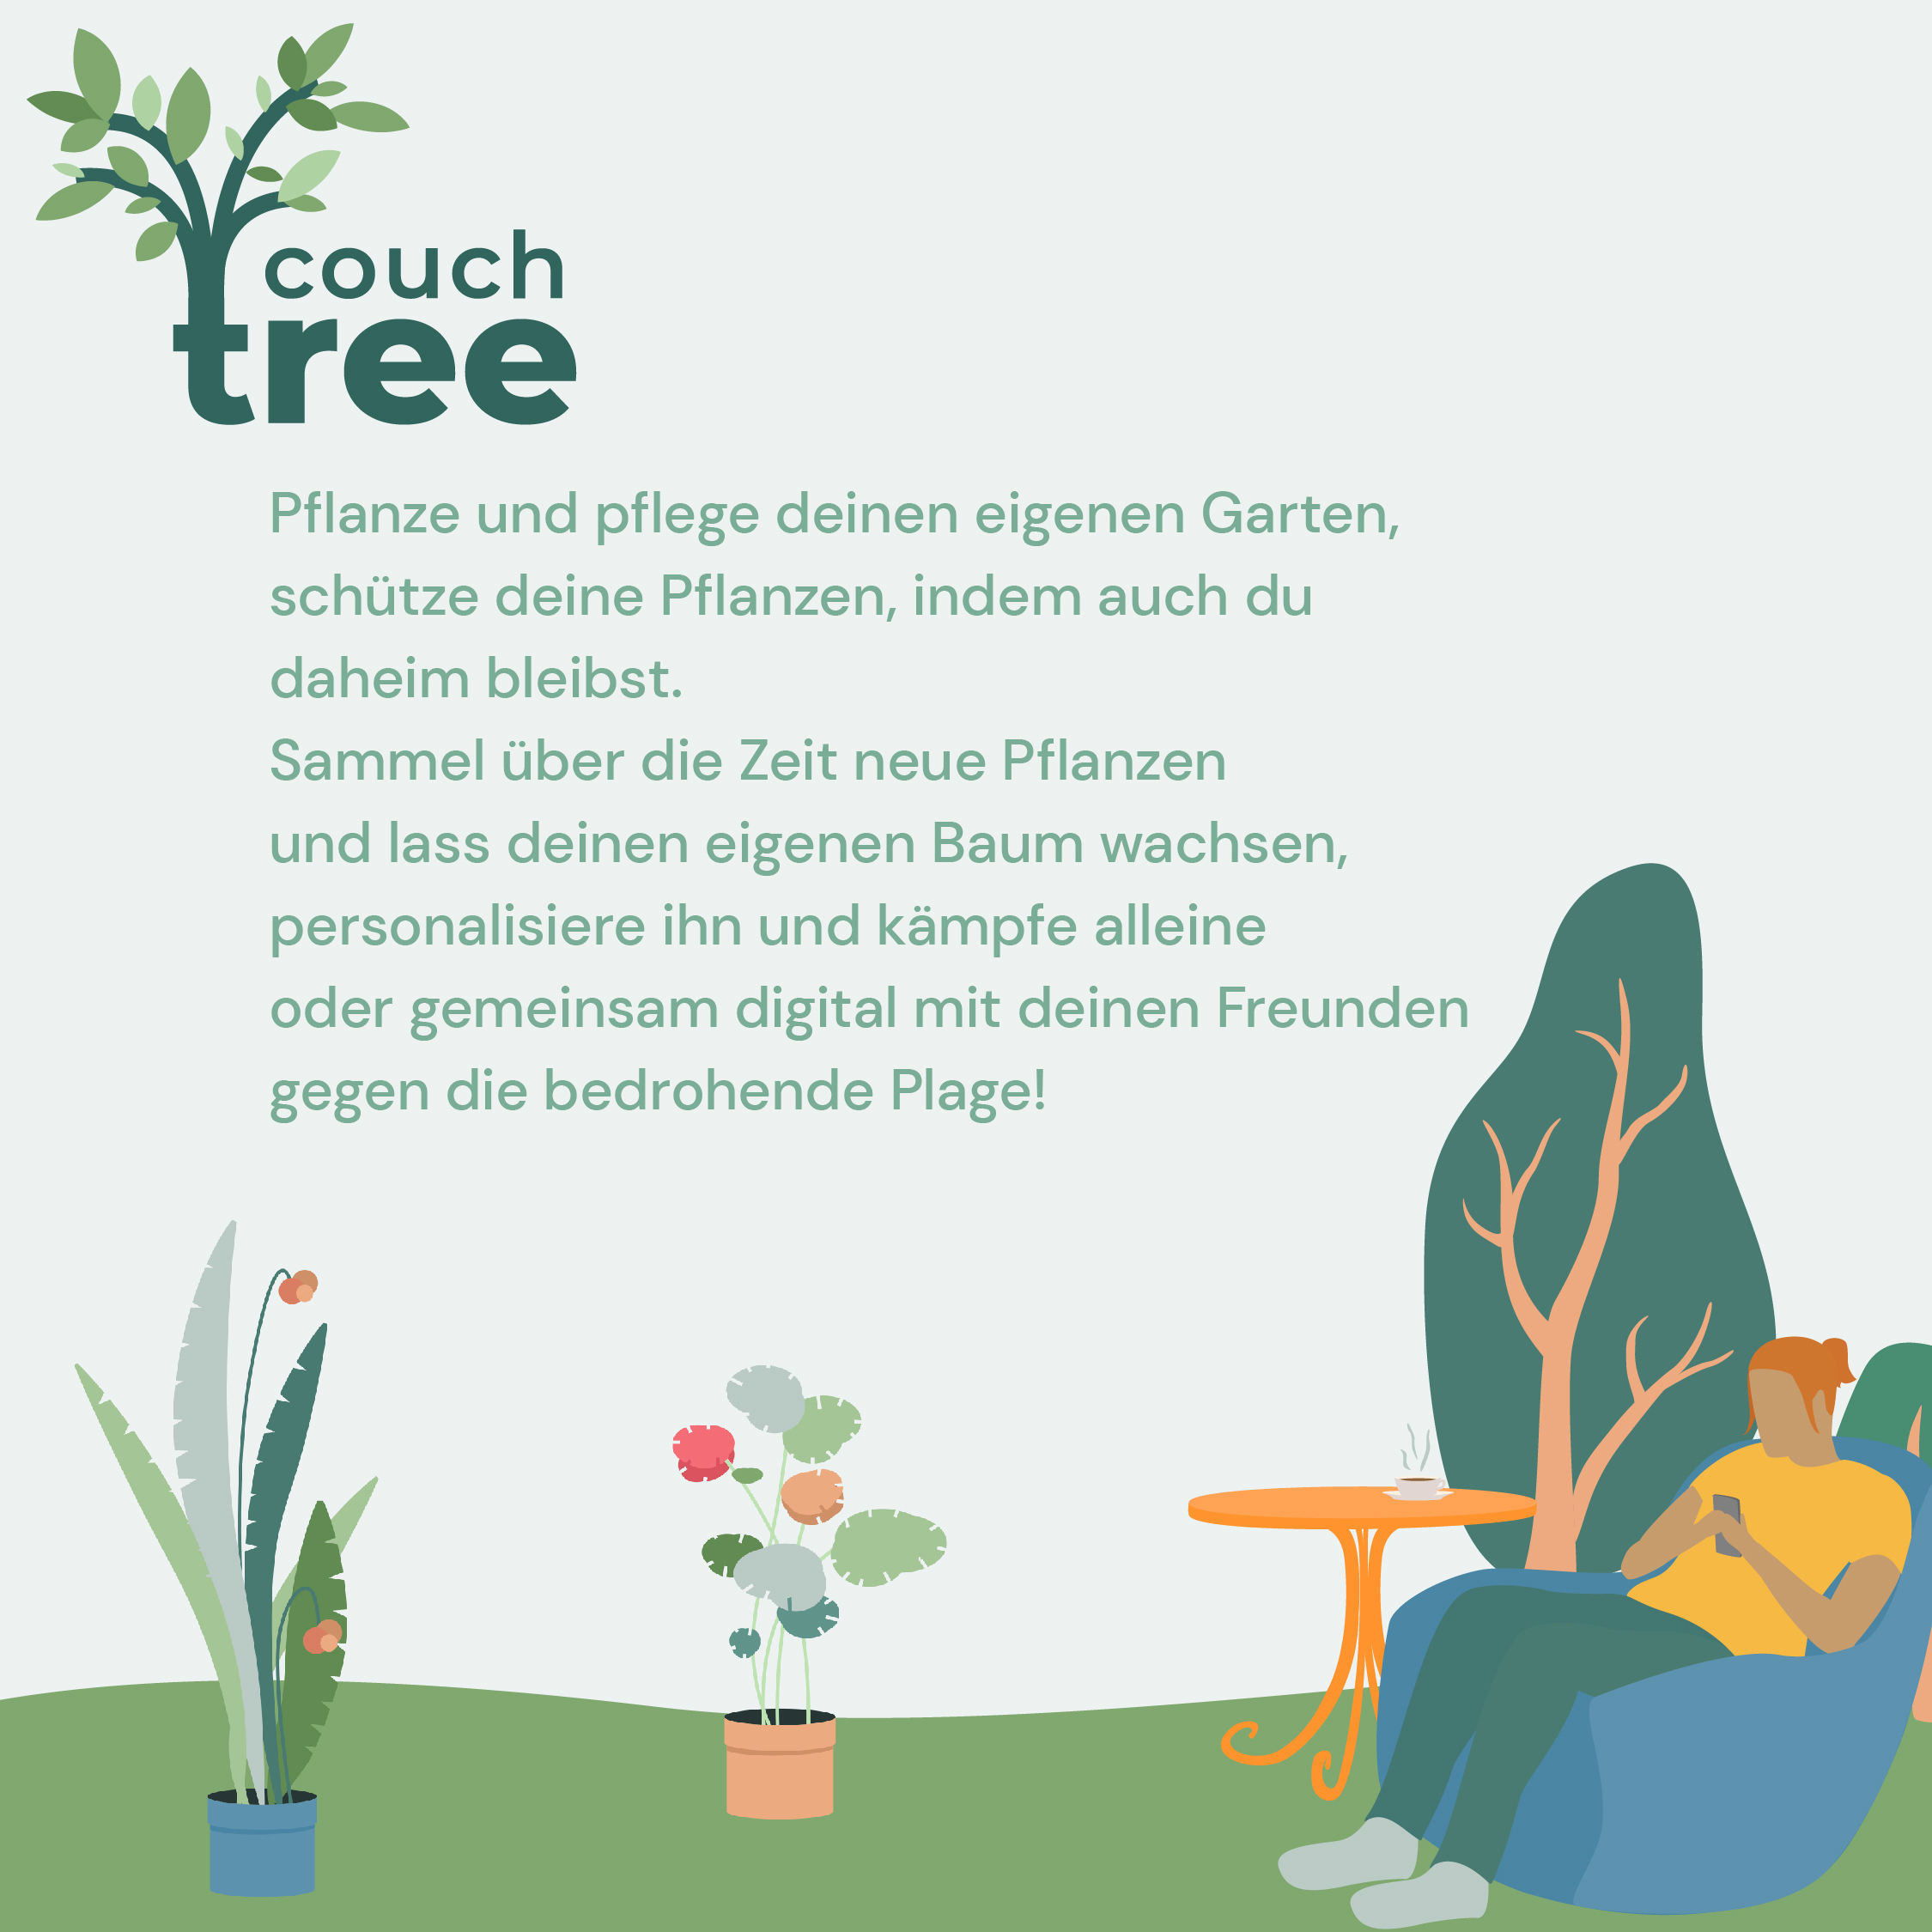 couch
tree
Pflanze und pflege deinen eigenen Garten,
schütze deine Pflanzen, indem auch du
daheim bleibst.
Sammel über die Zeit neue Pflanzen
und lass deinen eigenen Baum wachsen,
personalisiere ihn und kämpfe alleine
oder gemeinsam digital mit deinen Freunden
gegen die bedrohende Plage!